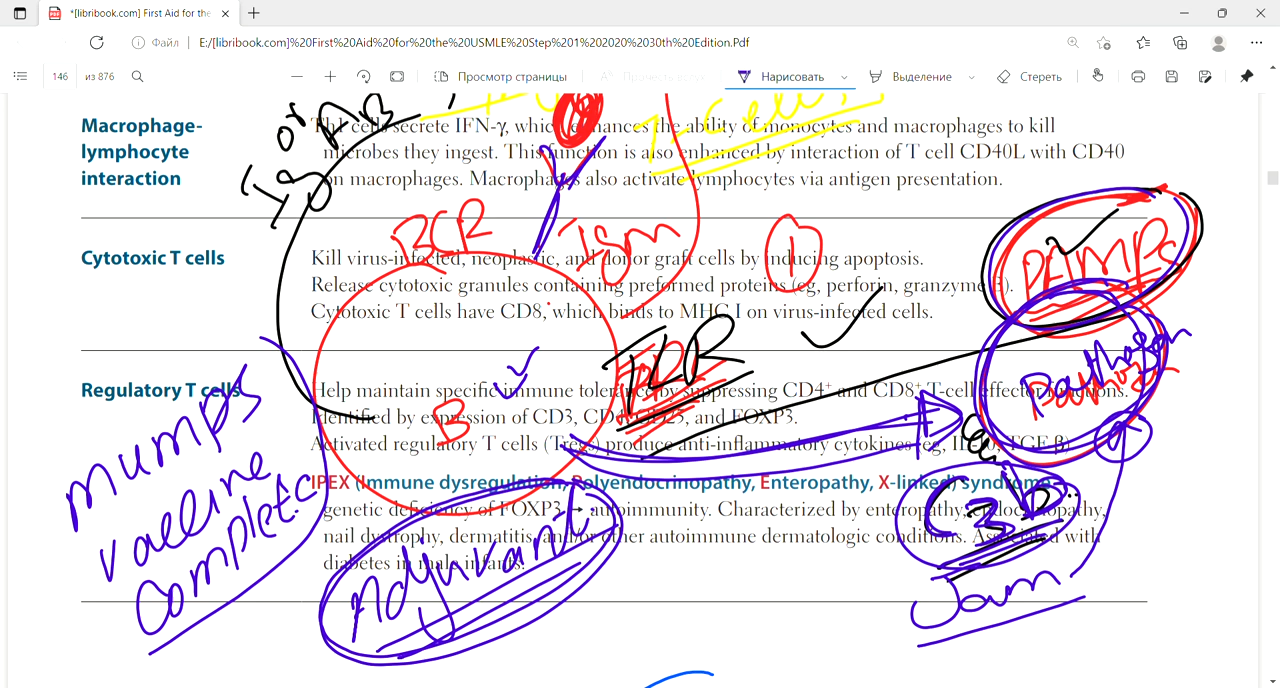 *[libribook.com] First Aid for the
Файл
E:/[libribook.com]%20First%20Aid%20for%20the%20USMLE%20Step%201%202020%2030th%20Edition.Pdf
146 из 876
Просмотр страницы
Прочесть вслух
Нарисовать
Выделение
Стереть
T-Cells
Macrophage-
lymphocyte
interaction
Th1 cells secrete IFN-γ, which enhances the ability of monocytes and macrophages to kill
microbes they ingest. This function is also enhanced by interaction of T cell CD40L with CD40
on macrophages. Macrophages also activate lymphocytes via antigen presentation.
BCR
IgM
1
PAMPs
Cytotoxic T cells
Kill virus-infected, neoplastic, and donor graft cells by inducing apoptosis.
Release cytotoxic granules containing preformed proteins (eg, perforin, granzyme B).
Cytotoxic T cells have CD8, which binds to MHC I on virus-infected cells.
TLR
Pathogen
Regulatory T cells
Help maintain specific immune tolerance by suppressing CD4+ and CD8+ T-cell effector functions.
Identified by expression of CD3, CD4, CD25, and FOXP3.
Activated regulatory T cells (Tregs) produce anti-inflammatory cytokines (eg, IL-10, TGF-β).
B
IPEX (Immune dysregulation, Polyendocrinopathy, Enteropathy, X-linked) syndrome—
genetic deficiency of FOXP3 → autoimmunity. Characterized by enteropathy, endocrinopathy,
nail dystrophy, dermatitis, and/or other autoimmune dermatologic conditions. Associated with
diabetes in male infants.
mumps
vaccine
complete
Adjuvant
C3D